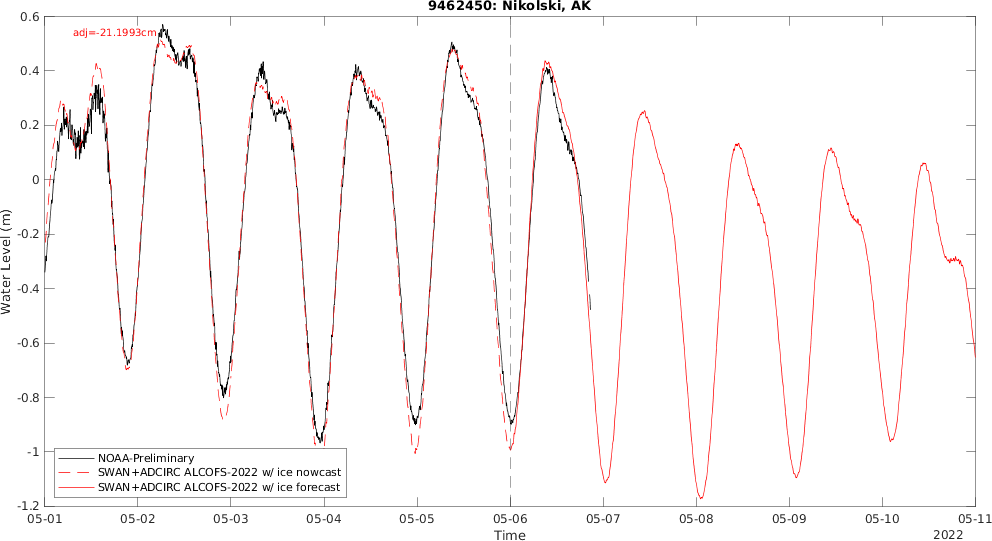 9462450: Nikolski, AK
adj=-21.1993cm
0.6
0.4
0.2
0
-0.2
-0.4
-0.6
-0.8
-1
-1.2
Water Level (m)
NOAA-Preliminary
SWAN+ADCIRC ALCOFS-2022 w/ ice nowcast
SWAN+ADCIRC ALCOFS-2022 w/ ice forecast
05-01 05-02 05-03 05-04 05-05 05-06 05-07 05-08 05-09 05-10 05-11
Time
2022